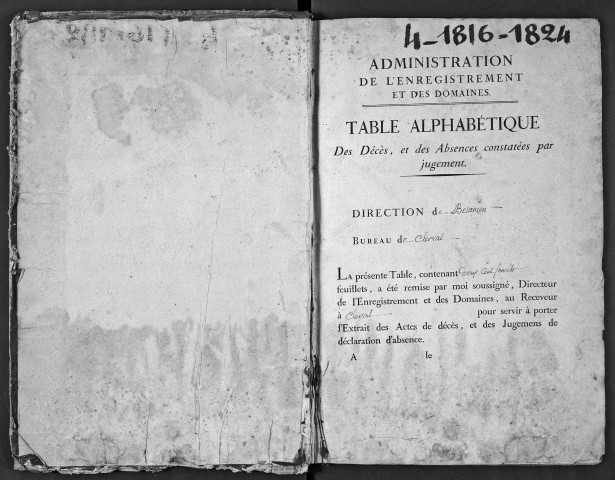 4-1816-1824
ADMINISTRATION
DE L'ENREGISTREMENT
ET DES DOMAINES.
TABLE ALPHABÉTIQUE
Des Décès, et des Absences constatées par
jugement.
DIRECTION de Besançon
BUREAU de Clerval
LA présente Table, contenant
feuillets, a été remise par moi soussigné, Directeur
de l'Enregistrement et des Domaines, au Receveur
à Clerval pour servir à porter
l'Extrait des Actes de décès, et des Jugemens de
déclaration d'absence.
A le